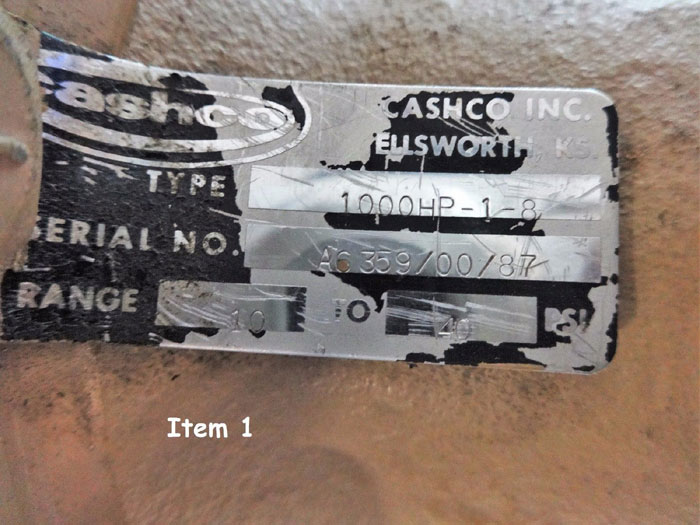 cashco
CASHCO INC.
ELLSWORTH, KS.
TYPE 1000HP-1-8
SERIAL NO. A6359/00/87
RANGE 10 TO 40 PSI
Item 1